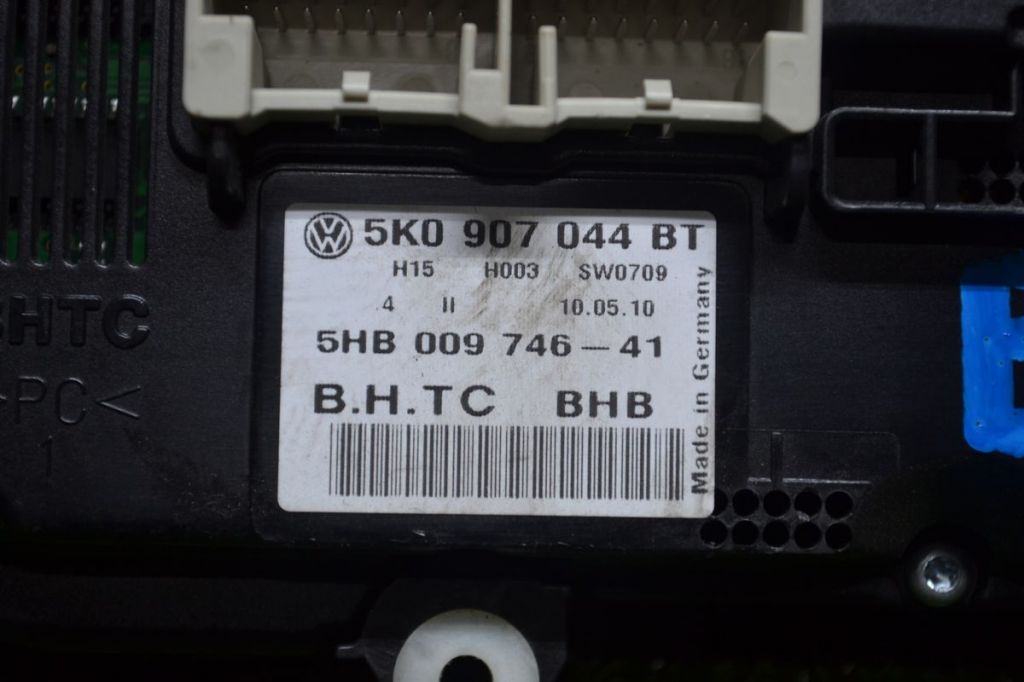 5K0 907 044 BT
H15 H003 SW0709
4 II 10.05.10
5HB 009 746-41
B.H.TC BHB
Made in Germany
BHTC
>PC<
1